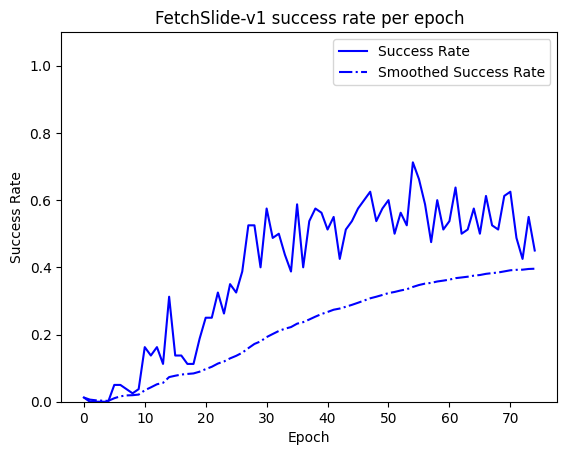 FetchSlide-v1 success rate per epoch
Success Rate
Smoothed Success Rate
Success Rate
1.0
0.8
0.6
0.4
0.2
0.0
0 10 20 30 40 50 60 70
Epoch